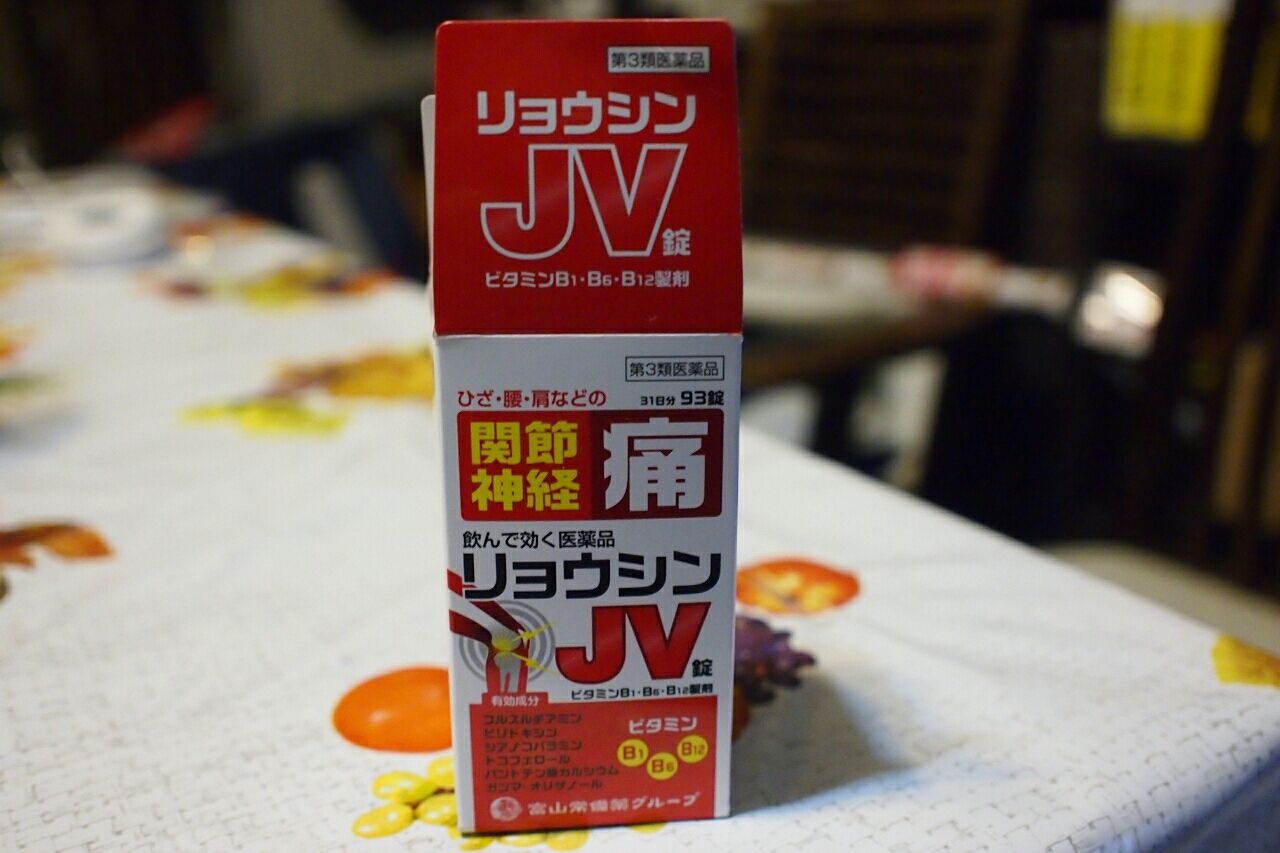 第3類医薬品
リョウシン
JV錠
ビタミンB1・B6・B12製剤
第3類医薬品
ひざ・腰・肩などの
31日分 93錠
関節
神経
痛
飲んで効く医薬品
リョウシン
JV錠
ビタミンB1・B6・B12製剤
有効成分
フルスルチアミン
ピリドキシン
シアノコバラミン
トコフェロール
パントテン酸カルシウム
ガンマ-オリザノール
ビタミン
B1 B6 B12
富山常備薬グループ